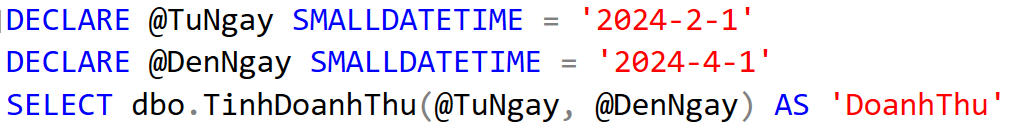 DECLARE @TuNgay SMALLDATETIME = '2024-2-1'
DECLARE @DenNgay SMALLDATETIME = '2024-4-1'
SELECT dbo.TinhDoanhThu(@TuNgay, @DenNgay) AS 'DoanhThu'